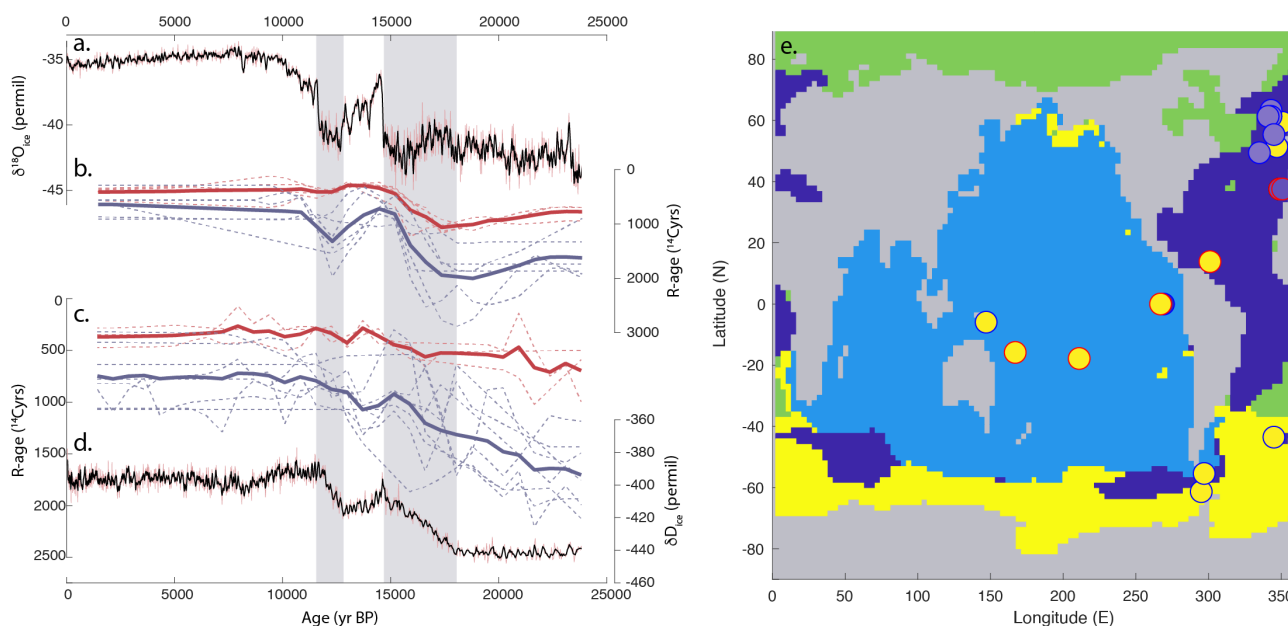 0 5000 10000 15000 20000 25000
a.
-35
-40
-45
δ¹⁸O_ice (permil)
b.
0
1000
2000
3000
R-age (¹⁴Cyrs)
c.
0
500
1000
1500
2000
2500
R-age (¹⁴Cyrs)
d.
-360
-380
-400
-420
-440
-460
δD_ice (permil)
0 5000 10000 15000 20000 25000
Age (yr BP)
e.
80
60
40
20
0
-20
-40
-60
-80
Latitude (N)
0 50 100 150 200 250 300 350
Longitude (E)